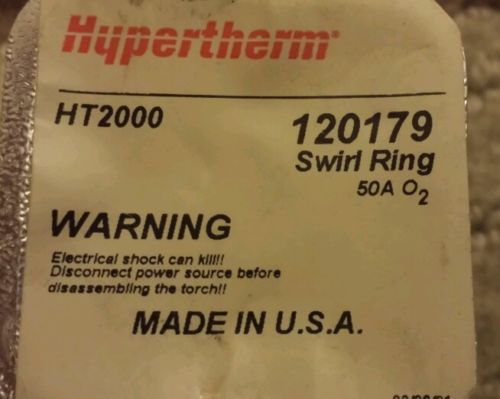 Hypertherm®
HT2000
120179
Swirl Ring
50A O₂
WARNING
Electrical shock can kill!!
Disconnect power source before
disassembling the torch!!
MADE IN U.S.A.